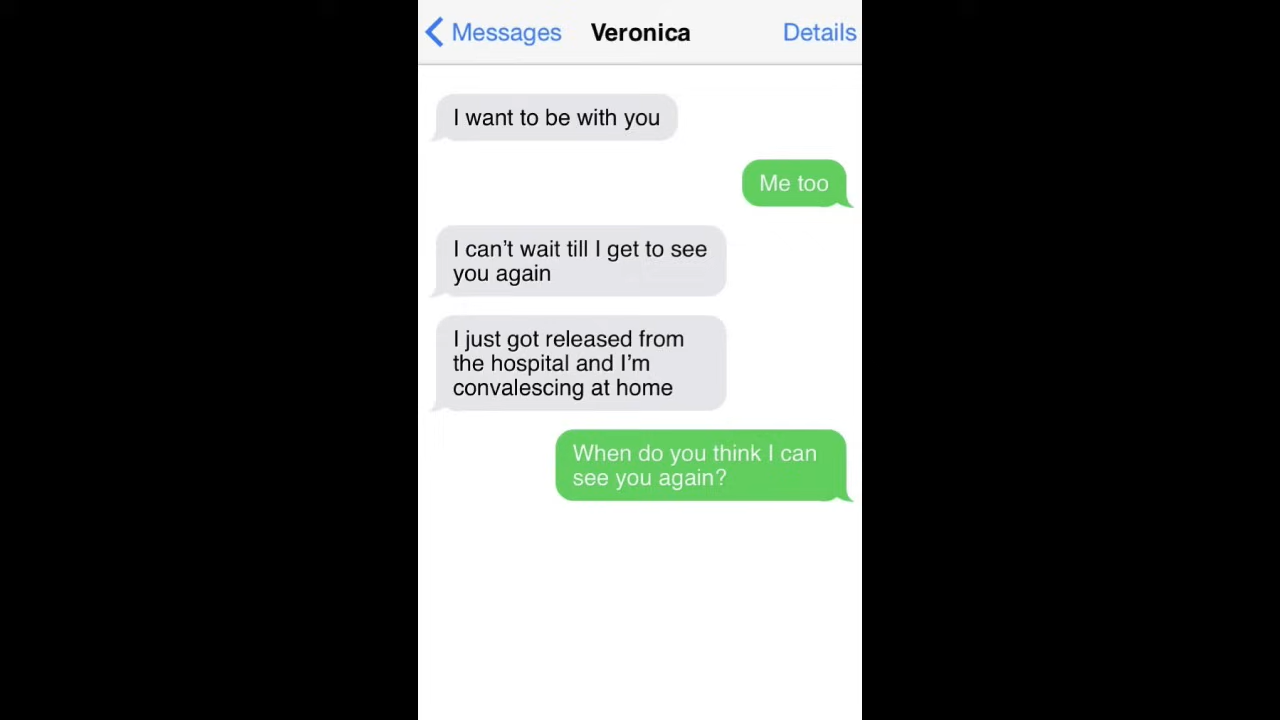 Messages Veronica Details
I want to be with you
Me too
I can’t wait till I get to see
you again
I just got released from
the hospital and I’m
convalescing at home
When do you think I can
see you again?